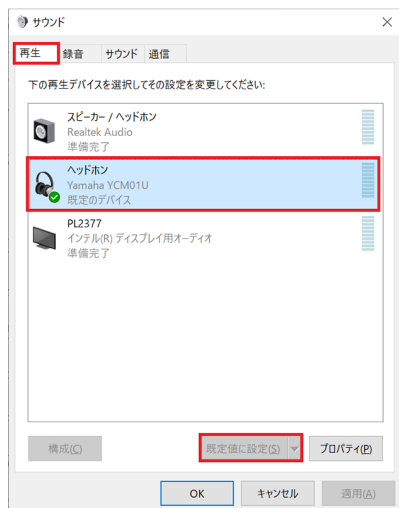 サウンド
再生 録音 サウンド 通信
下の再生デバイスを選択してその設定を変更してください:
スピーカー / ヘッドホン
Realtek Audio
準備完了
ヘッドホン
Yamaha YCM01U
既定のデバイス
PL2377
インテル(R) ディスプレイ用オーディオ
準備完了
構成(C) 既定値に設定(S) プロパティ(P)
OK キャンセル 適用(A)